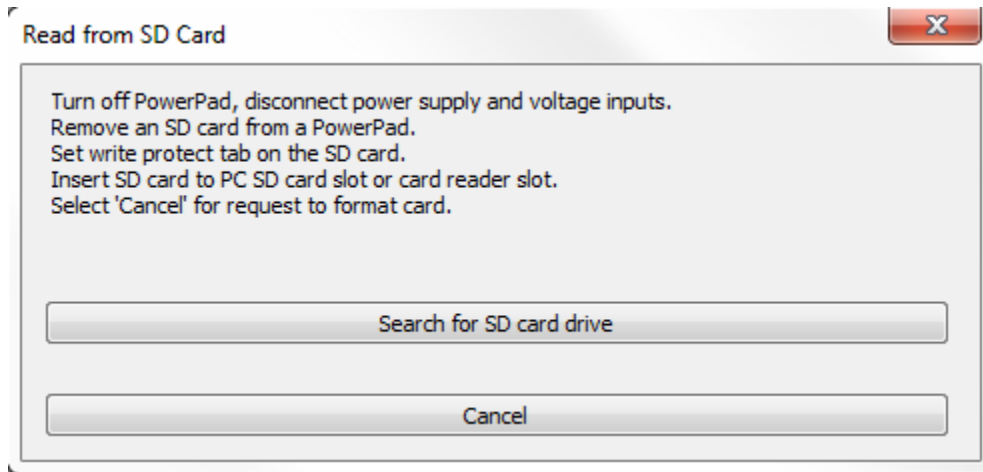 Read from SD Card
Turn off PowerPad, disconnect power supply and voltage inputs.
Remove an SD card from a PowerPad.
Set write protect tab on the SD card.
Insert SD card to PC SD card slot or card reader slot.
Select 'Cancel' for request to format card.
Search for SD card drive
Cancel